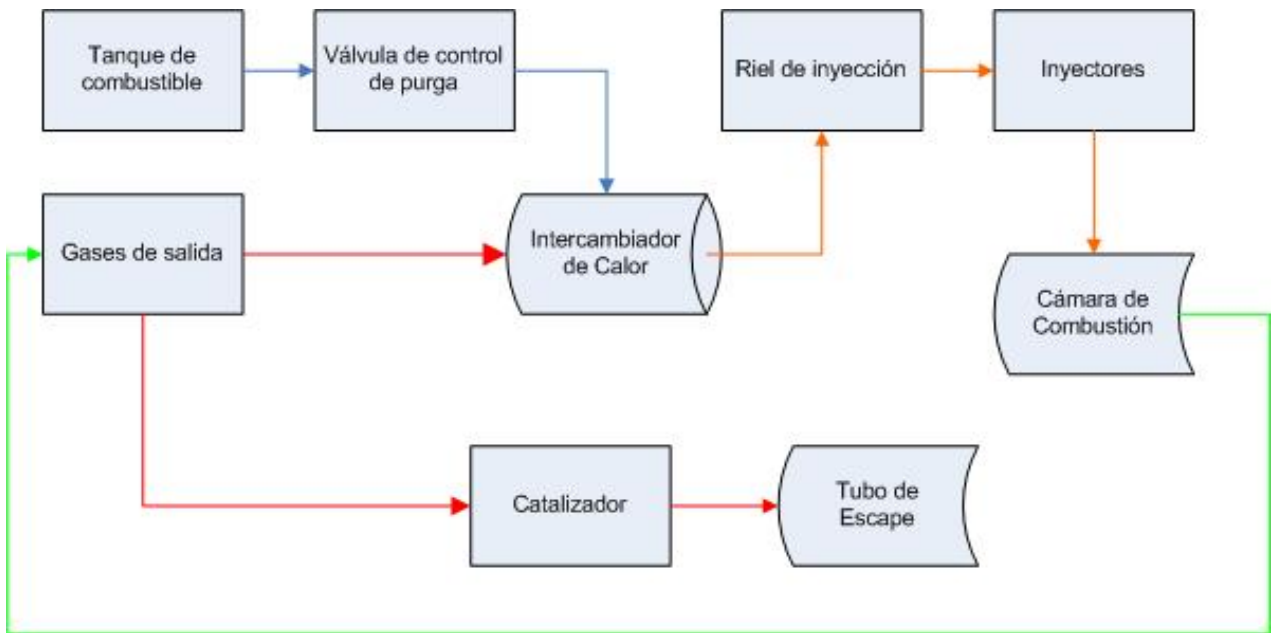 Tanque de
combustible
Válvula de control
de purga
Riel de inyección
Inyectores
Gases de salida
Intercambiador
de Calor
Cámara de
Combustión
Catalizador
Tubo de
Escape